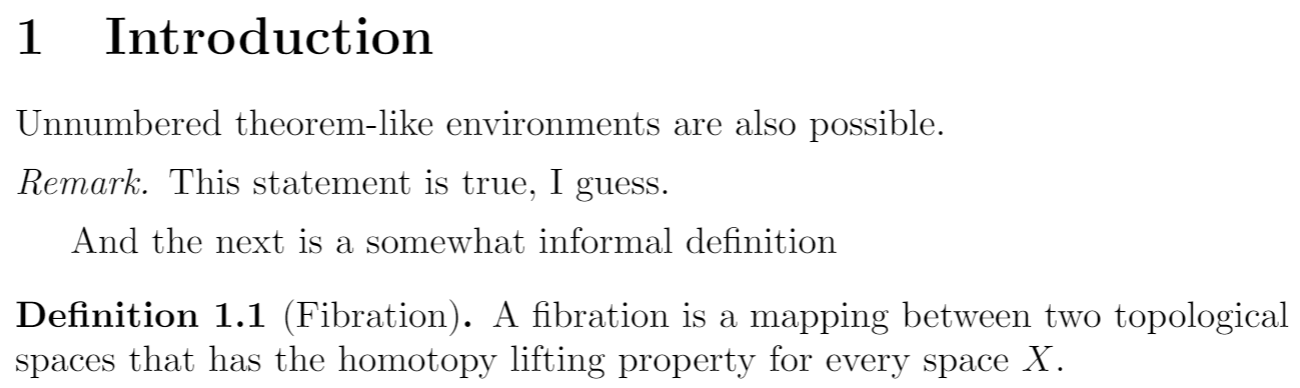 1 Introduction
Unnumbered theorem-like environments are also possible.
Remark. This statement is true, I guess.
And the next is a somewhat informal definition
Definition 1.1 (Fibration). A fibration is a mapping between two topological
spaces that has the homotopy lifting property for every space X.